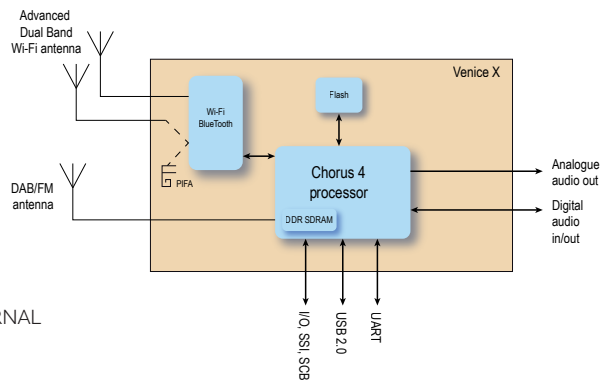 Advanced
Dual Band
Wi-Fi antenna
Venice X
Wi-Fi
BlueTooth
Flash
PIFA
Chorus 4
processor
DDR SDRAM
DAB/FM
antenna
Analogue
audio out
Digital
audio
in/out
I/O, SSI, SCB
USB 2.0
UART